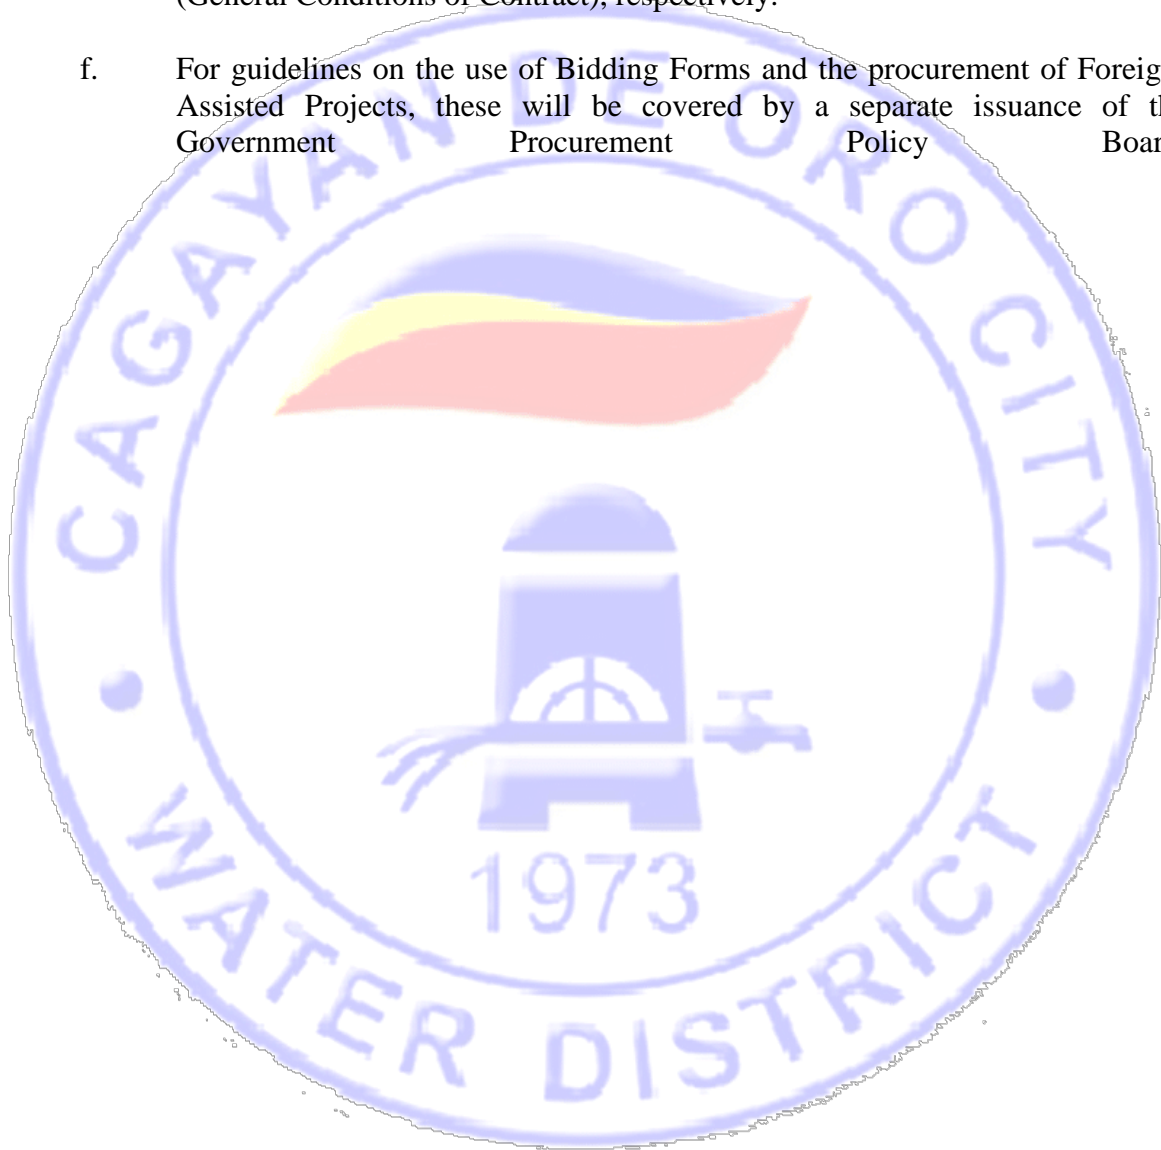 (General Conditions of Contract), respectively.
f. For guidelines on the use of Bidding Forms and the procurement of Foreig
Assisted Projects, these will be covered by a separate issuance of th
Government Procurement Policy Boar
CAGAYAN DE ORO CITY
1973
• WATER DISTRICT •